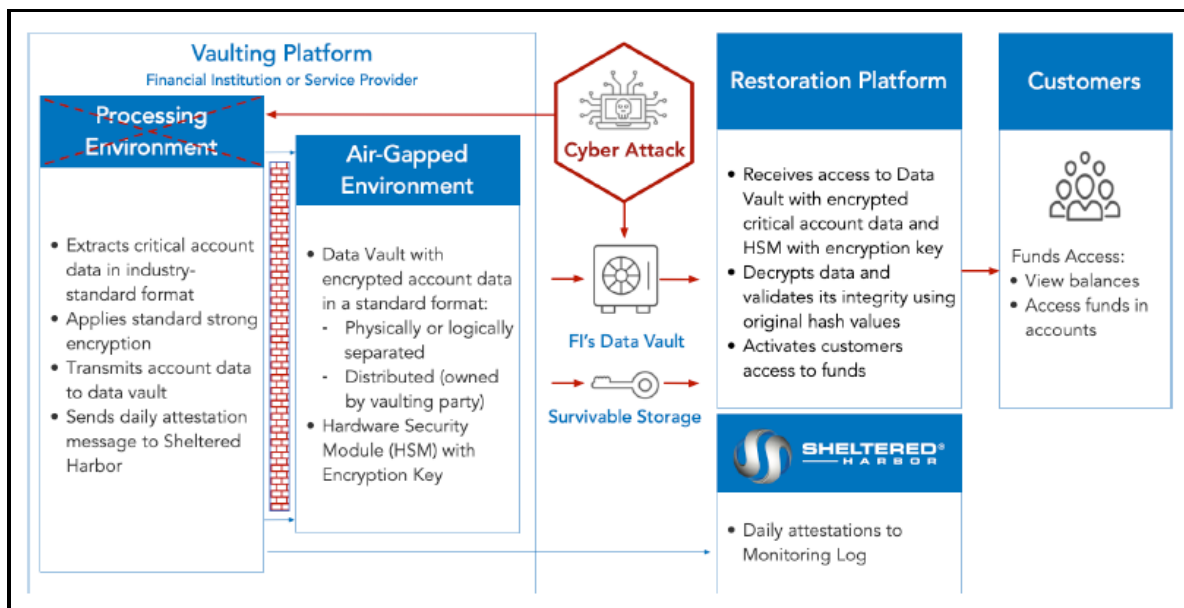 Vaulting Platform
Financial Institution or Service Provider
Processing
Environment
• Extracts critical account
data in industry-
standard format
• Applies standard strong
encryption
• Transmits account data
to data vault
• Sends daily attestation
message to Sheltered
Harbor
Air-Gapped
Environment
• Data Vault with
encrypted account data
in a standard format:
- Physically or logically
separated
- Distributed (owned
by vaulting party)
• Hardware Security
Module (HSM) with
Encryption Key
Cyber Attack
FI's Data Vault
Survivable Storage
Restoration Platform
• Receives access to Data
Vault with encrypted
critical account data and
HSM with encryption key
• Decrypts data and
validates its integrity using
original hash values
• Activates customers
access to funds
SHELTERED®
HARBOR
• Daily attestations to
Monitoring Log
Customers
Funds Access:
• View balances
• Access funds in
accounts